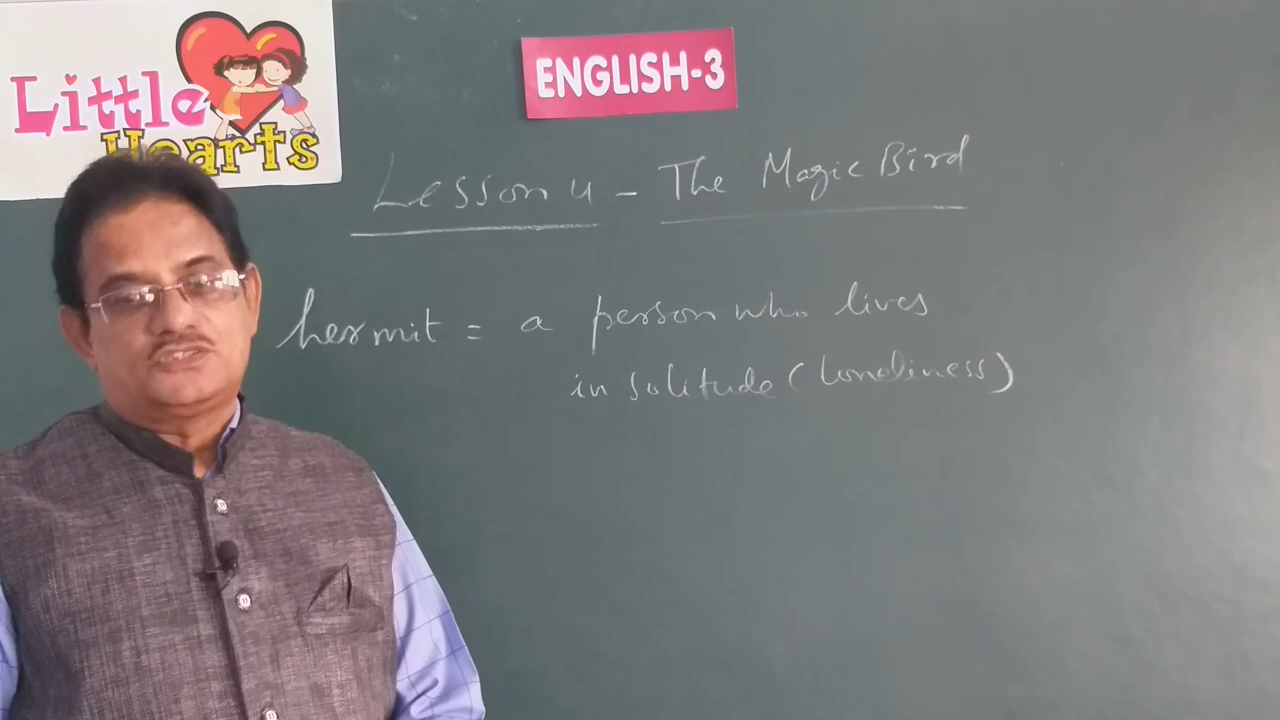 Little
Hearts
ENGLISH-3
Lesson 4 - The Magic Bird
hermit = a person who lives
in solitude (loneliness)